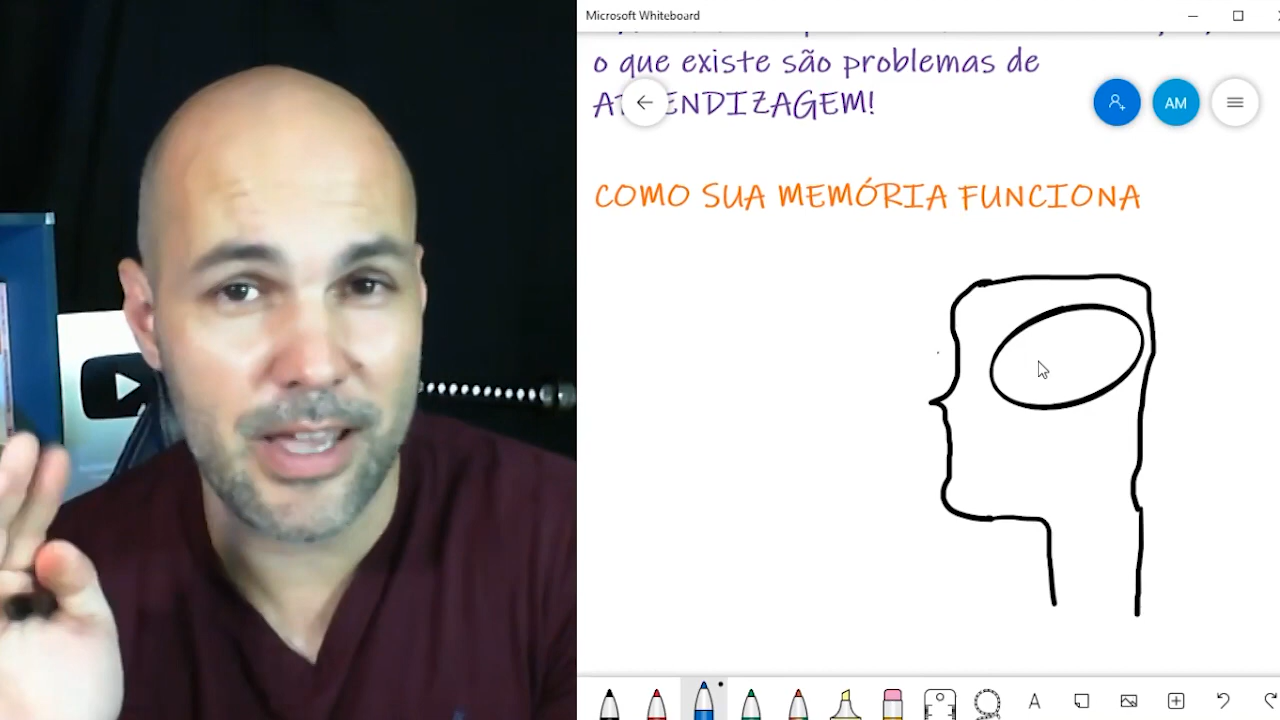 Microsoft Whiteboard
o que existe são problemas de
ENDIZAGEM!
AM
COMO SUA MEMÓRIA FUNCIONA
A